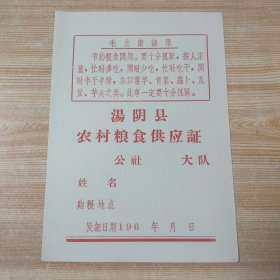 毛主席语录
节约粮食问题。要十分抓紧，按人定
量，忙时多吃，闲时少吃，忙时吃干，闲
时半干半稀，杂以番薯、青菜、萝卜、瓜
豆、芋头之类。此事一定要十分抓紧。
湯阴县
农村粮食供应証
公社 大队
姓名
购粮地点
发証日期196 年 月 日